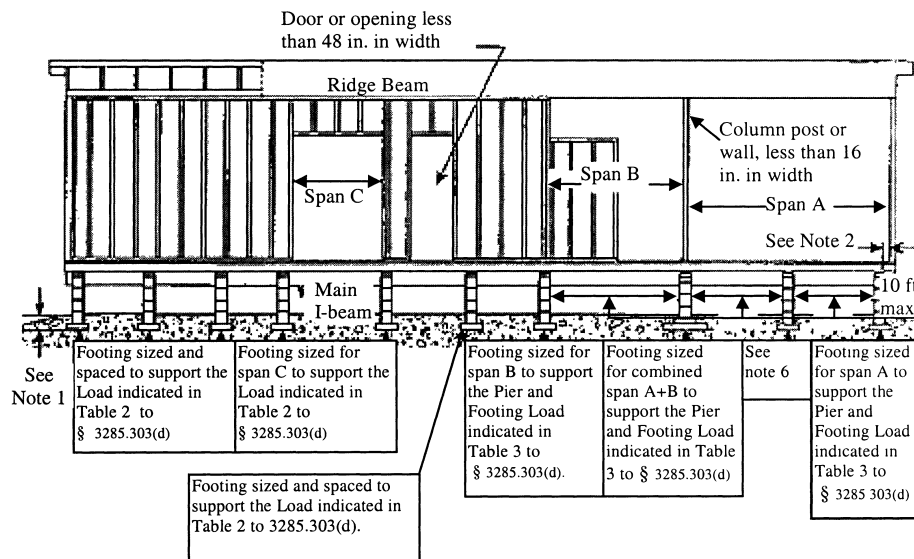 Door or opening less
than 48 in. in width
Ridge Beam
Column post or
wall, less than 16
in. in width
Span C
Span B
Span A
See Note 2
Main
I-beam
10 ft
max
See
Note 1
Footing sized and
spaced to support the
Load indicated in
Table 2 to
§ 3285.303(d)
Footing sized for
span C to support the
Load indicated in
Table 2 to
§ 3285.303(d)
Footing sized and spaced to
support the Load indicated in
Table 2 to 3285.303(d).
Footing sized for
span B to support
the Pier and
Footing Load
indicated in
Table 3 to
§ 3285.303(d).
Footing sized
for combined
span A+B to
support the Pier
and Footing Load
indicated in Table
3 to § 3285.303(d)
See
note 6
Footing sized
for span A to
support the
Pier and
Footing Load
indicated in
Table 3 to
§ 3285 303(d)